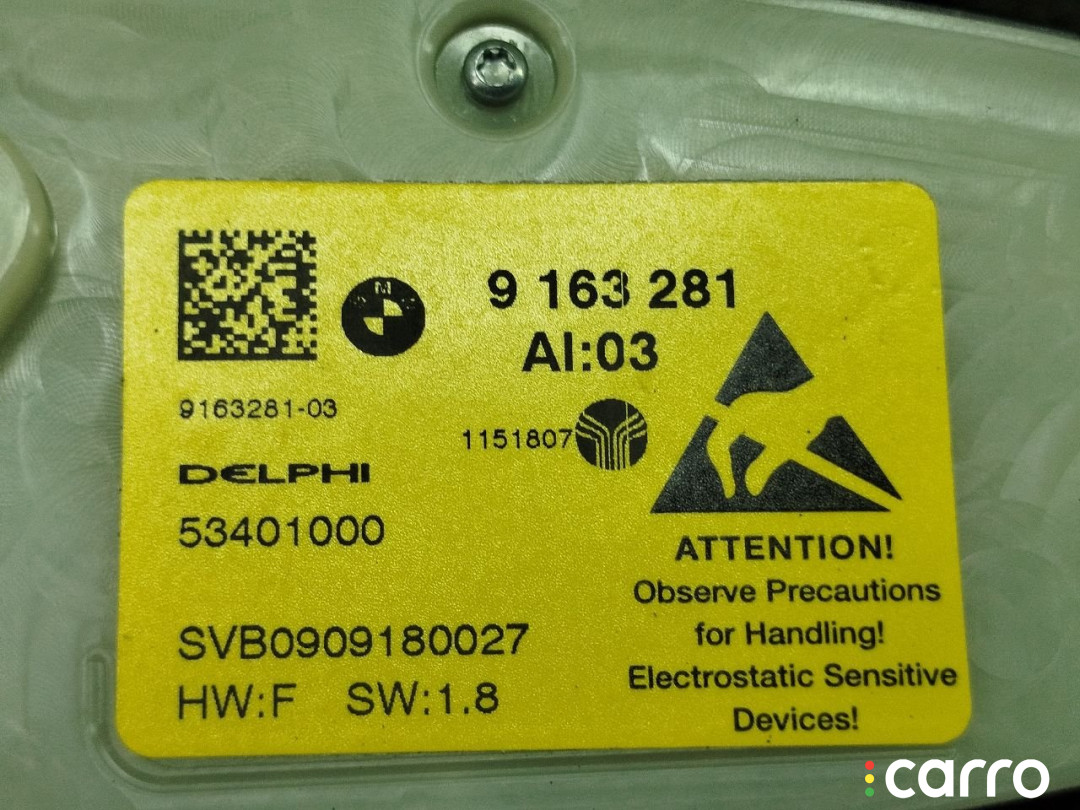 M
9 163 281
AI:03
9163281-03
1151807
DELPHI
53401000
SVB0909180027
HW:F SW:1.8
ATTENTION!
Observe Precautions
for Handling!
Electrostatic Sensitive
Devices!
carro